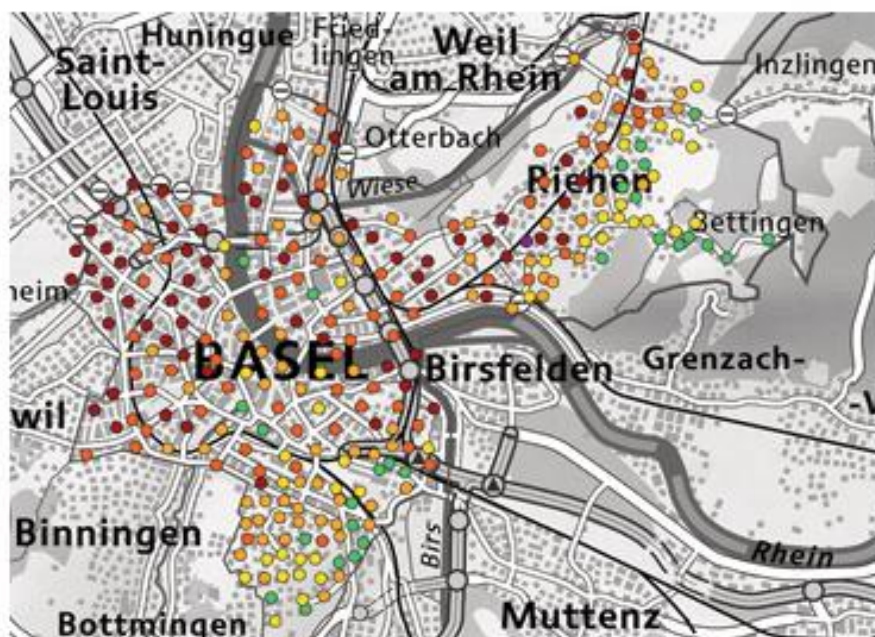 Huningue
Fried-
lingen
Weil
am Rhein
Inzlingen
Saint-
Louis
Otterbach
Wiese
Riehen
Bettingen
heim
BASEL
Birsfelden
Grenzach-
wil
Binningen
Birs
Rhein
Bottmingen
Muttenz